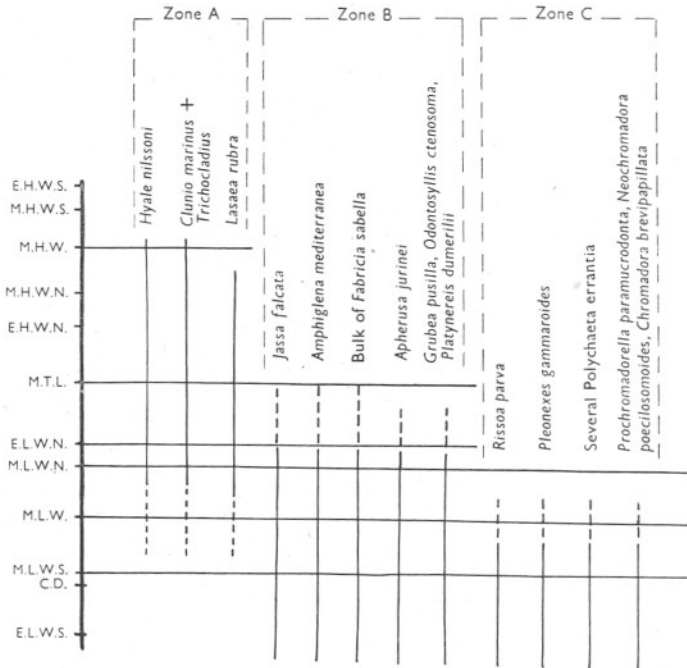 Zone A
Zone B
Zone C
Hyale nilssoni
Clunio marinus +
Trichocladius
Lasaea rubra
Jassa falcata
Amphiglena mediterranea
Bulk of Fabricia sabella
Apherusa jurinei
Grubea pusilla, Odontosyllis ctenosoma,
Platynereis dumerilii
Rissoa parva
Pleonexes gammaroides
Several Polychaeta errantia
Prochromadorella paramucrodonta, Neochromadora
poecilosomoides, Chromadora brevipapillata
E.H.W.S.
M.H.W.S.
M.H.W.
M.H.W.N.
E.H.W.N.
M.T.L.
E.L.W.N.
M.L.W.N.
M.L.W.
M.L.W.S.
C.D.
E.L.W.S.